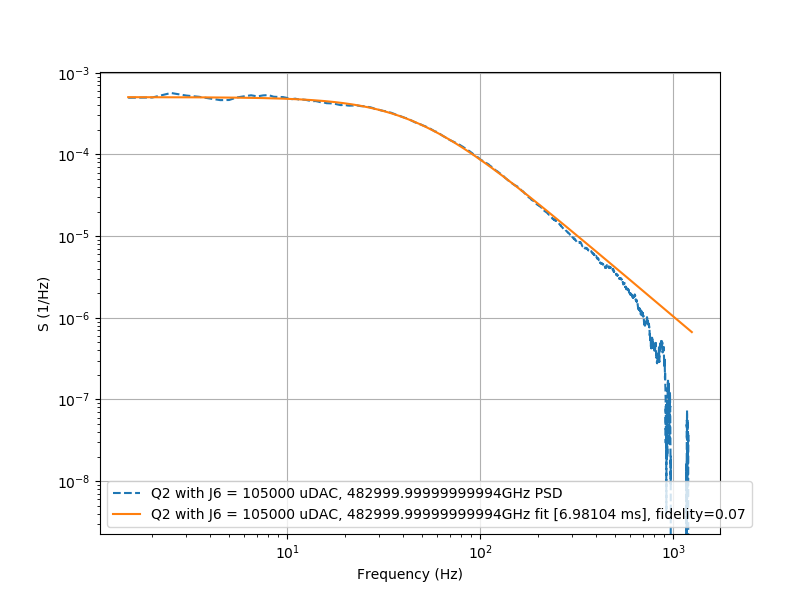 10⁻³
10⁻⁴
10⁻⁵
10⁻⁶
10⁻⁷
10⁻⁸
S (1/Hz)
Q2 with J6 = 105000 uDAC, 482999.99999999994GHz PSD
Q2 with J6 = 105000 uDAC, 482999.99999999994GHz fit [6.98104 ms], fidelity=0.07
10¹
10²
10³
Frequency (Hz)